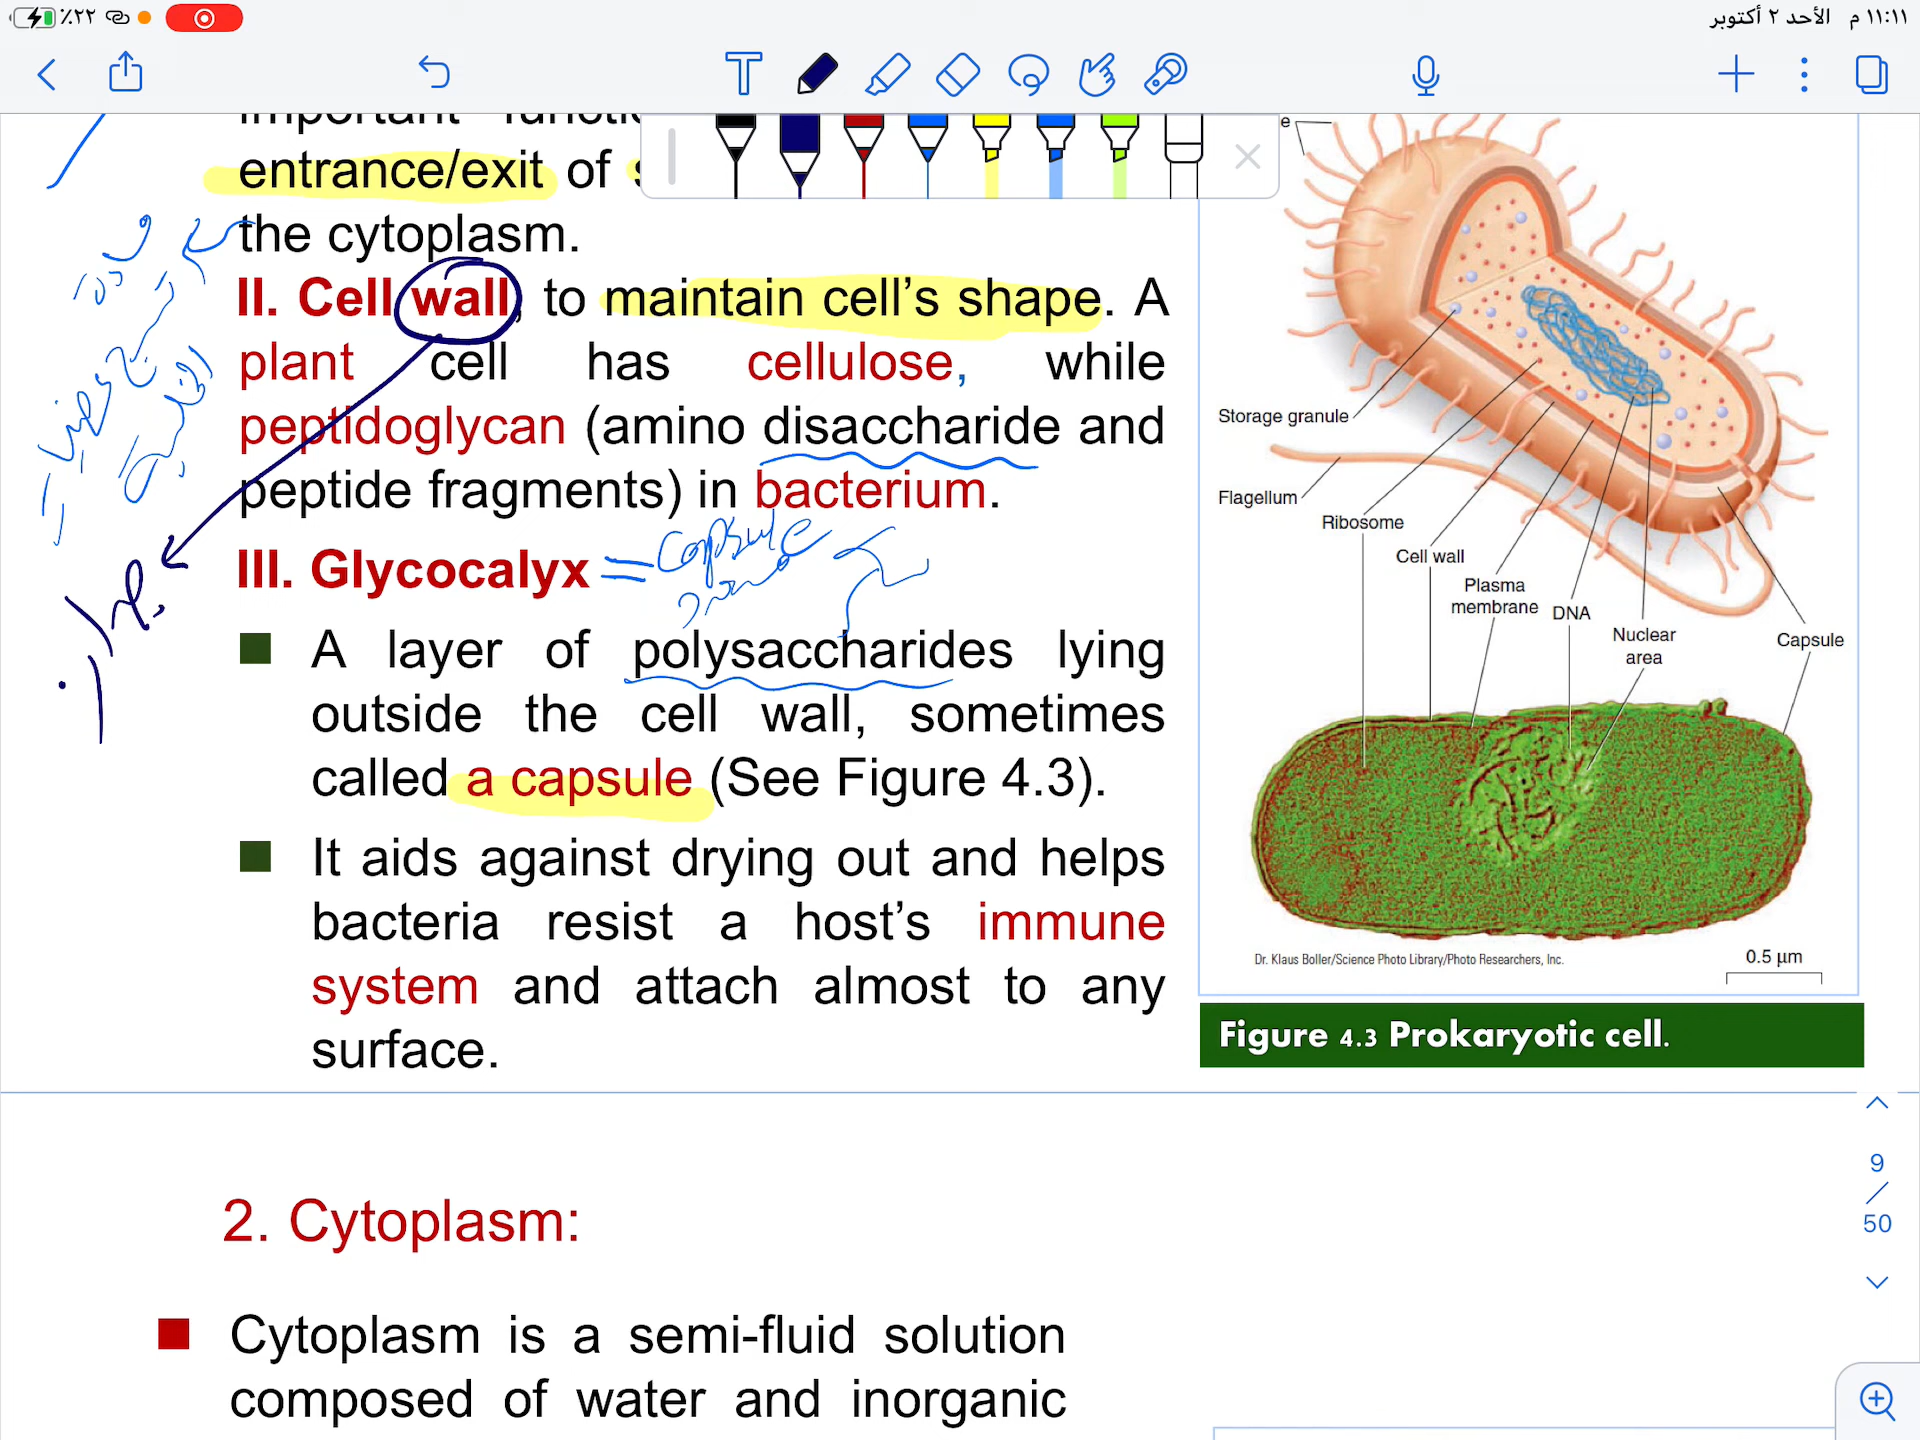 ٪٢٢
١١:١١ م الأحد ٢ أكتوبر
important
entrance/exit of
the cytoplasm.
II. Cell wall, to maintain cell’s shape. A
plant cell has cellulose, while
peptidoglycan (amino disaccharide and
peptide fragments) in bacterium.
III. Glycocalyx = capsule
A layer of polysaccharides lying
outside the cell wall, sometimes
called a capsule (See Figure 4.3).
It aids against drying out and helps
bacteria resist a host’s immune
system and attach almost to any
surface.
e
Storage granule
Flagellum
Ribosome
Cell wall
Plasma
membrane
DNA
Nuclear
area
Capsule
Dr. Klaus Boller/Science Photo Library/Photo Researchers, Inc.
0.5 µm
Figure 4.3 Prokaryotic cell.
9
/
50
2. Cytoplasm:
Cytoplasm is a semi-fluid solution
composed of water and inorganic